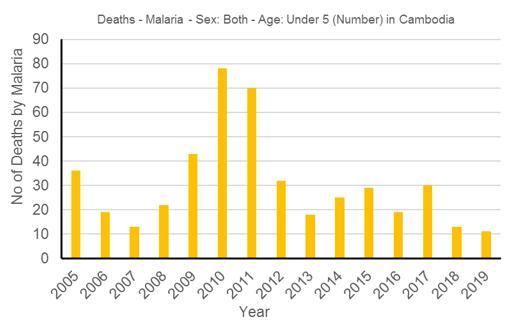 Deaths - Malaria - Sex: Both - Age: Under 5 (Number) in Cambodia
No of Deaths by Malaria
90
80
70
60
50
40
30
20
10
0
2005 2006 2007 2008 2009 2010 2011 2012 2013 2014 2015 2016 2017 2018 2019
Year